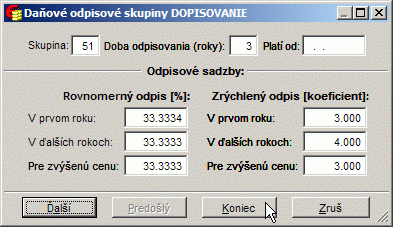 Daňové odpisové skupiny DOPISOVANIE
Skupina: 51 Doba odpisovania (roky): 3 Platí od: . .
Odpisové sadzby:
Rovnomerný odpis [%]: Zrýchlený odpis [koeficient]:
V prvom roku: 33.3334 V prvom roku: 3.000
V ďalších rokoch: 33.3333 V ďalších rokoch: 4.000
Pre zvýšenú cenu: 33.3333 Pre zvýšenú cenu: 3.000
Ďalší Predošlý Koniec Zruš